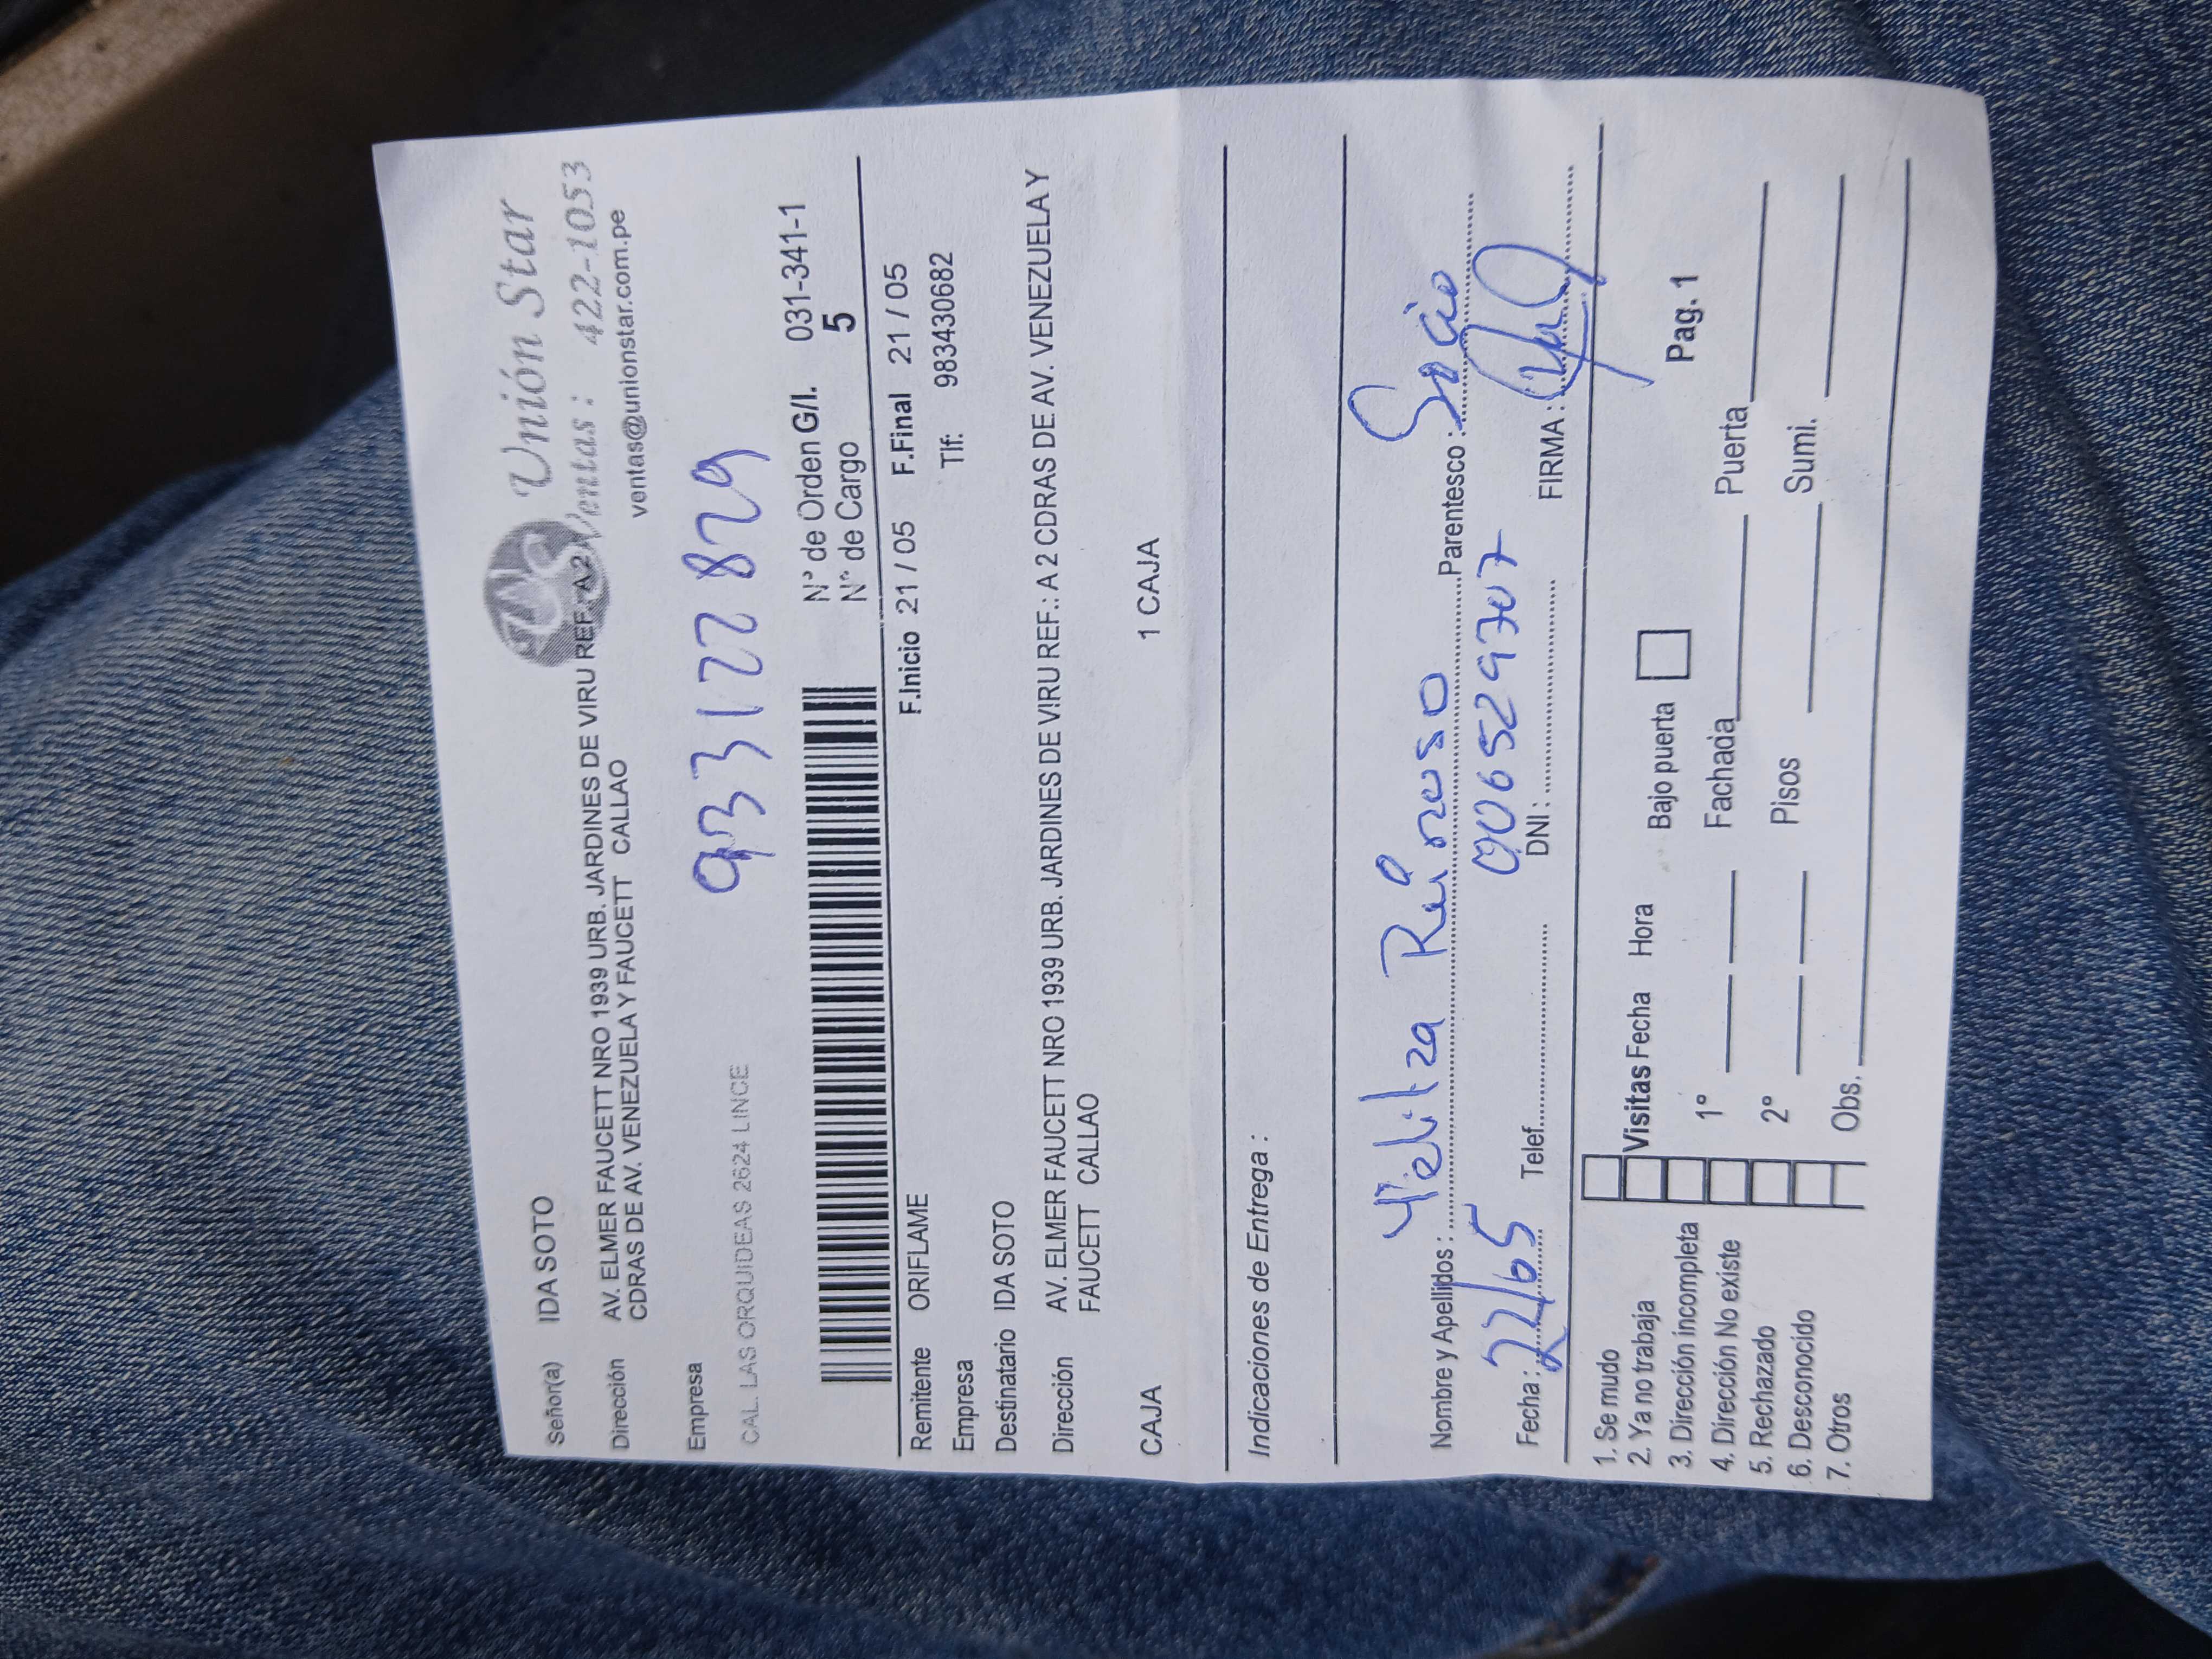 Unión Star
Ventas: 422-1053
ventas@unionstar.com.pe
Señor(a) IDA SOTO
Dirección AV. ELMER FAUCETT NRO 1939 URB. JARDINES DE VIRU REF.: A 2
CDRAS DE AV. VENEZUELA Y FAUCETT CALLAO
Empresa
933122829
CAL. LAS ORQUIDEAS 2624 LINCE
N° de Orden G/I. 031-341-1
N° de Cargo 5
Remitente ORIFLAME F.Inicio 21 / 05 F.Final 21 / 05
Empresa Tlf: 983430682
Destinatario IDA SOTO
Dirección AV. ELMER FAUCETT NRO 1939 URB. JARDINES DE VIRU REF.: A 2 CDRAS DE AV. VENEZUELA Y
FAUCETT CALLAO
CAJA 1 CAJA
Indicaciones de Entrega :
Nombre y Apellidos : Yelitza Reinoso Parentesco : Socio
Fecha : 22/05 Telef. DNI : 006529707 FIRMA :
1. Se mudo
2. Ya no trabaja Visitas Fecha Hora Bajo puerta Pag. 1
3. Dirección incompleta
4. Dirección No existe 1° Fachada Puerta
5. Rechazado
6. Desconocido 2° Pisos Sumi.
7. Otros Obs.